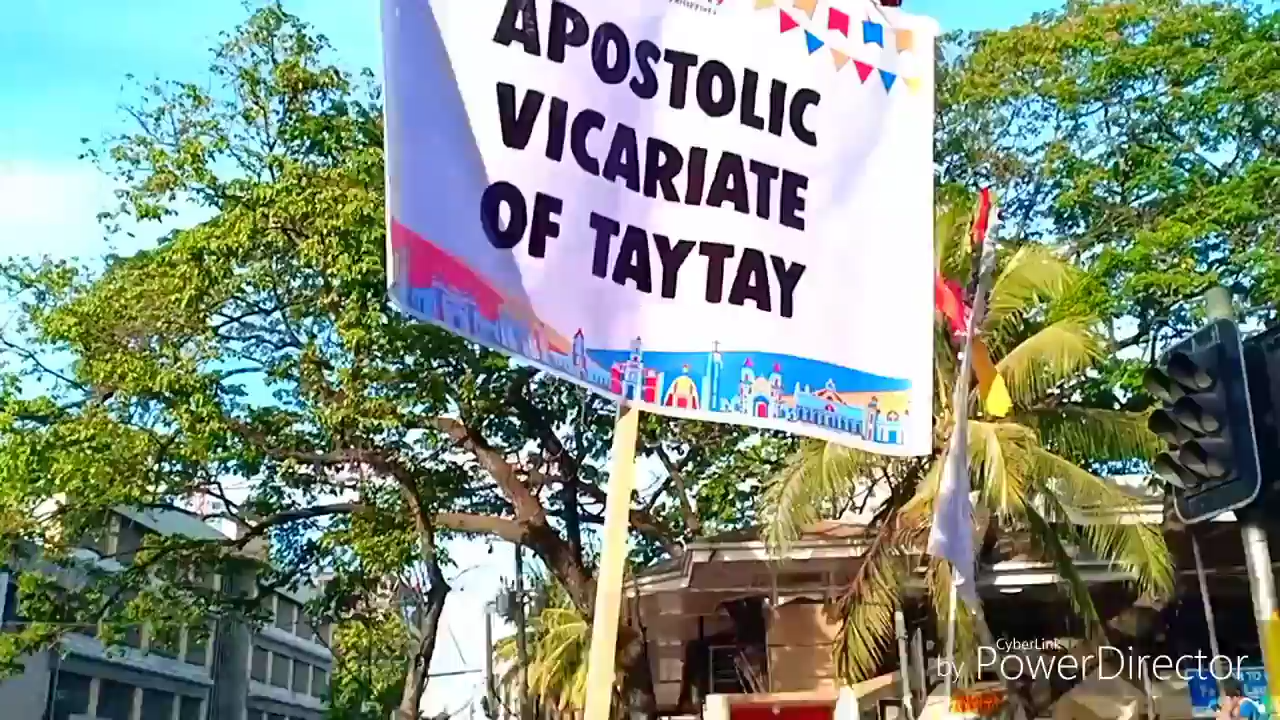 APOSTOLIC
VICARIATE
OF TAYTAY
CyberLink
by PowerDirector